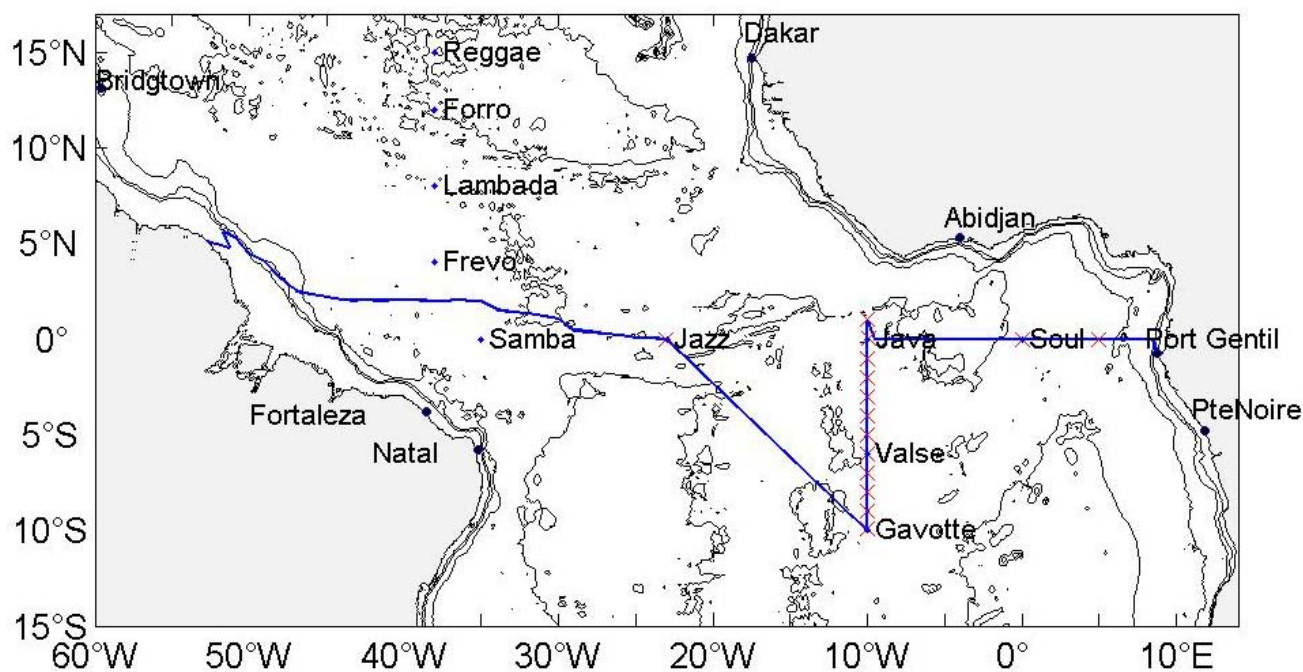 Dakar
15°N
Reggae
Bridgtown
Forro
10°N
Lambada
Abidjan
5°N
Frevo
0°
Samba
Jazz
Java
Soul
Port Gentil
Fortaleza
PteNoire
5°S
Natal
Valse
10°S
Gavotte
15°S
60°W
50°W
40°W
30°W
20°W
10°W
0°
10°E